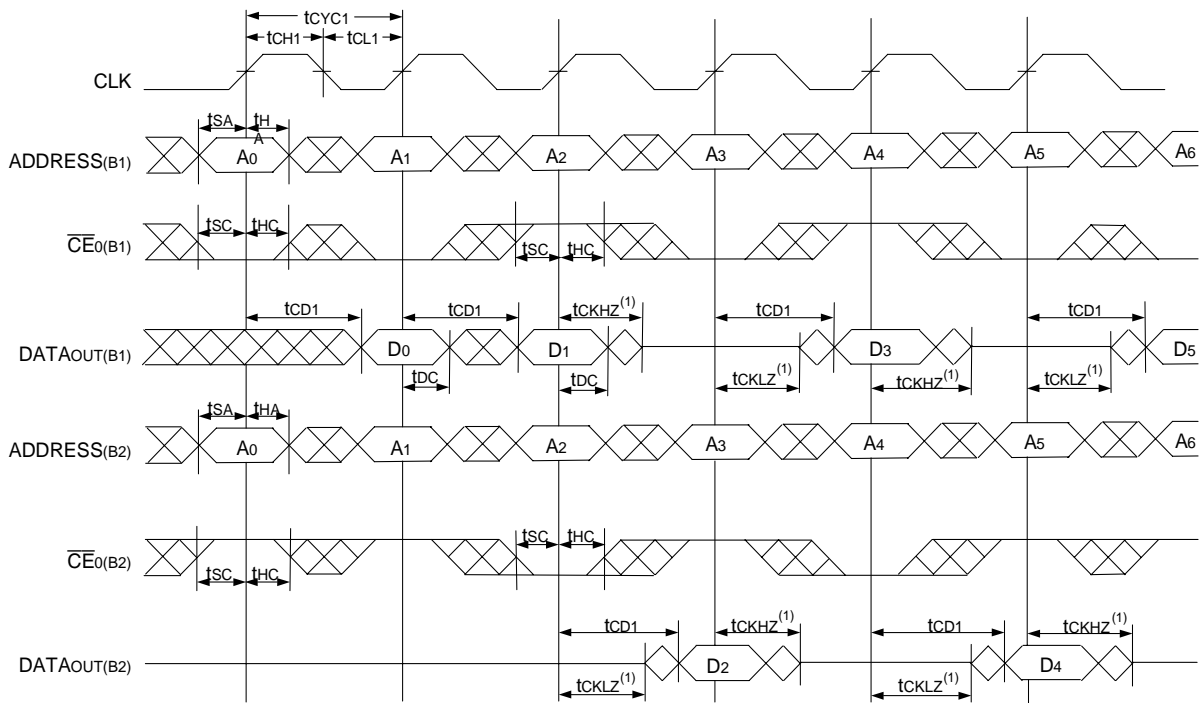 tCYC1
tCH1 tCL1
CLK
tSA tH
A
ADDRESS(B1) A0 A1 A2 A3 A4 A5 A6
tSC tHC
CE0(B1)
tSC tHC
tCD1 tCD1 tCKHZ(1) tCD1 tCD1
DATAOUT(B1) D0 D1 D3 D5
tDC tDC tCKLZ(1) tCKHZ(1) tCKLZ(1)
tSA tHA
ADDRESS(B2) A0 A1 A2 A3 A4 A5 A6
tSC tHC
CE0(B2)
tSC tHC
tCD1 tCKHZ(1) tCD1 tCKHZ(1)
DATAOUT(B2) D2 D4
tCKLZ(1) tCKLZ(1)